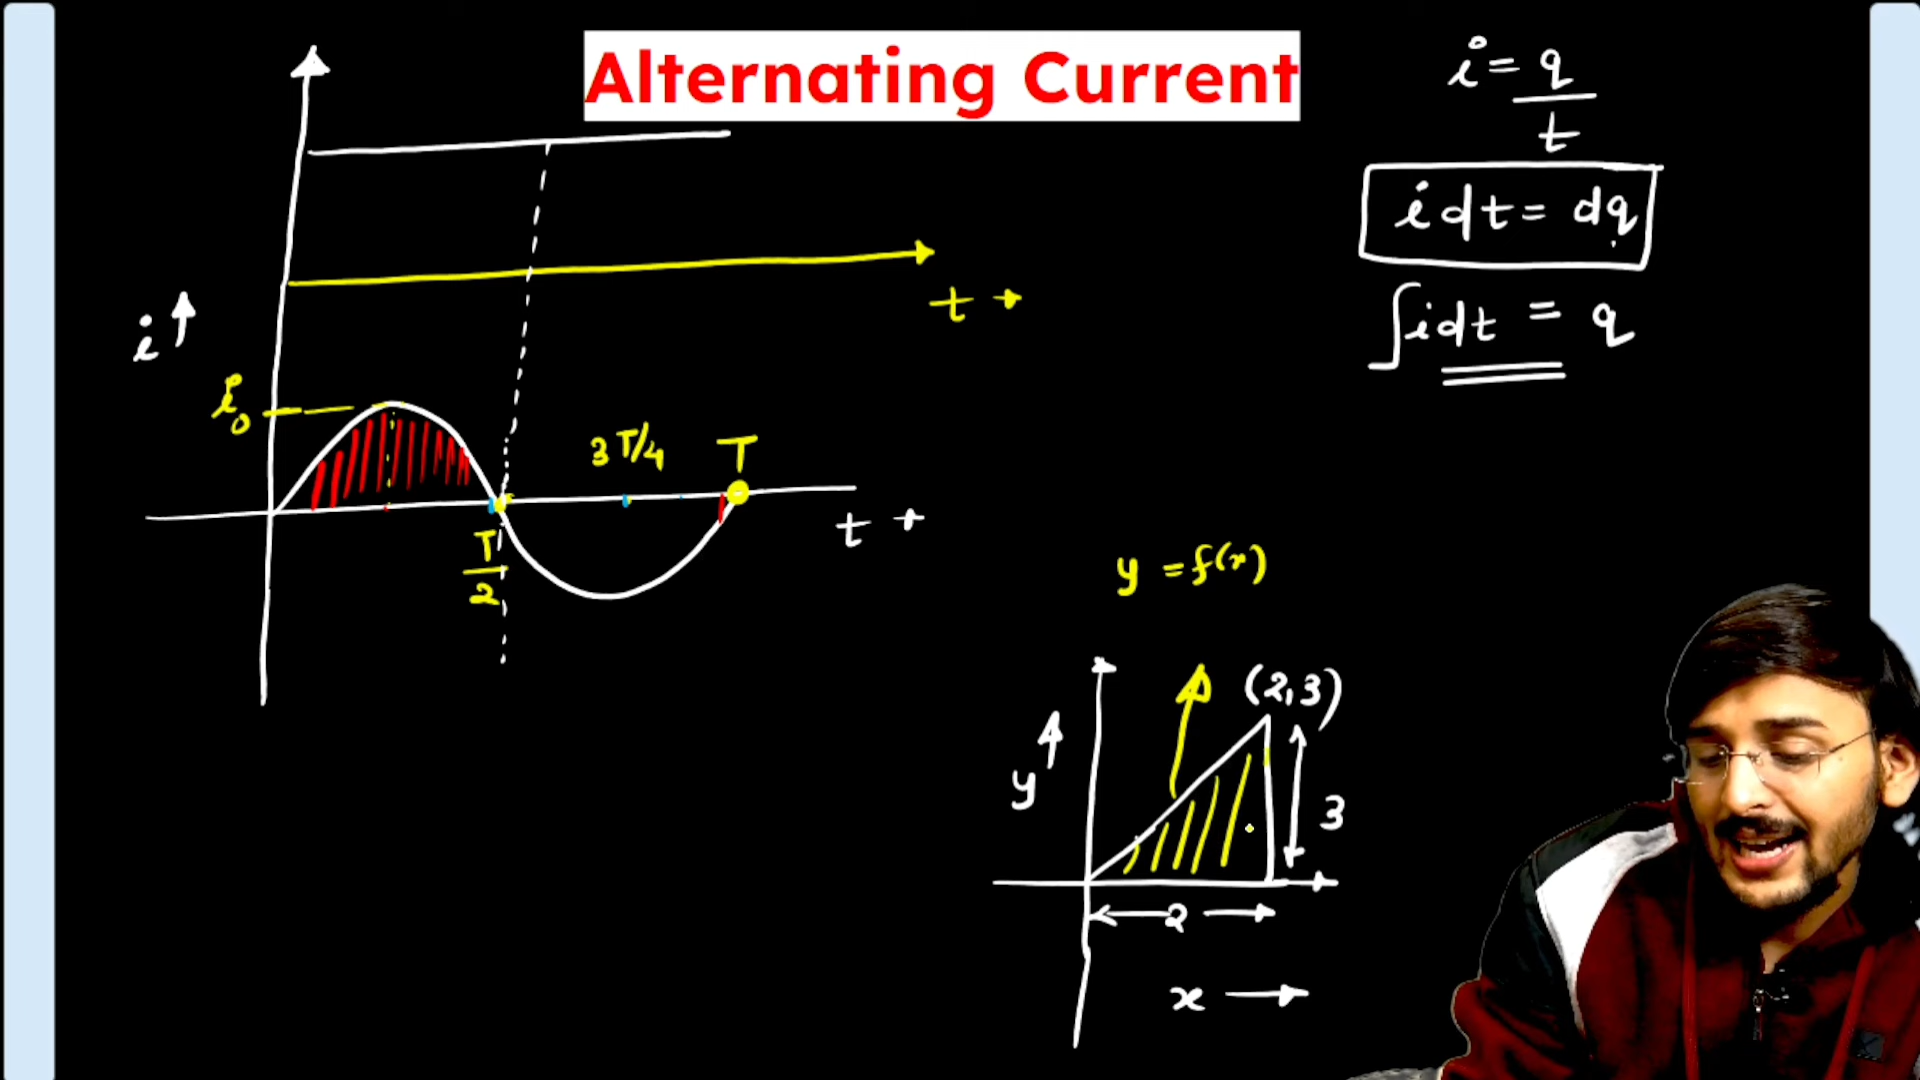 Alternating Current
i = q/t
i dt = dq
∫i dt = q
t →
i ↑
i₀
3T/4
T
T/2
t →
y = f(x)
(2,3)
y ↑
3
2
x →